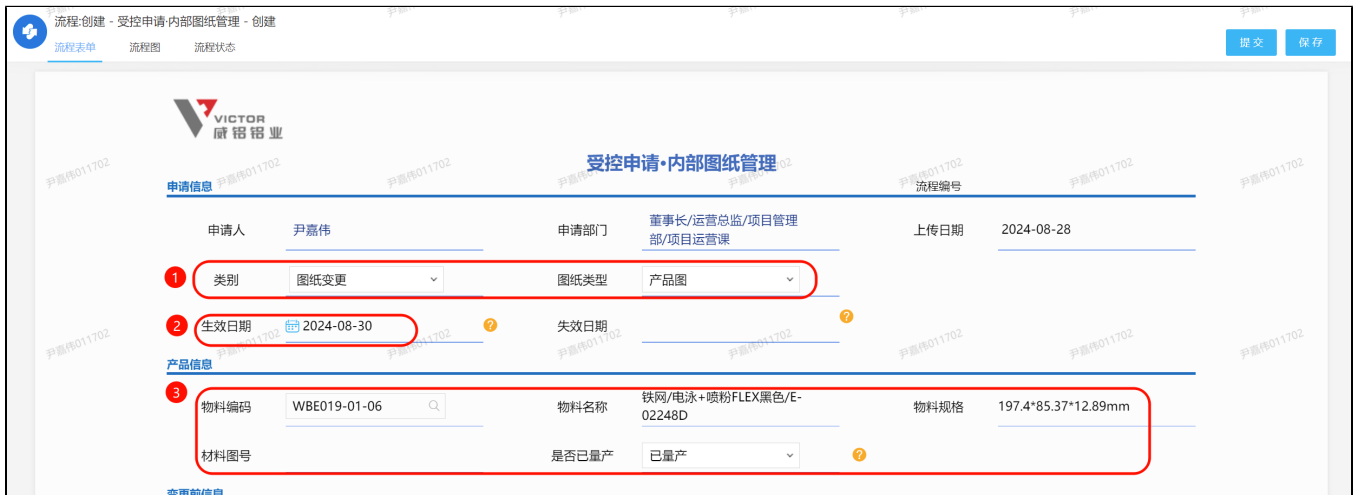 流程:创建 - 受控申请·内部图纸管理 - 创建
流程表单 流程图 流程状态
提交 保存
VICTOR
威铝铝业
受控申请·内部图纸管理
申请信息 流程编号
申请人 尹嘉伟 申请部门 董事长/运营总监/项目管理
部/项目运营课 上传日期 2024-08-28
1 类别 图纸变更 图纸类型 产品图
2 生效日期 2024-08-30 ? 失效日期 ?
产品信息
3 物料编码 WBE019-01-06 物料名称 铁网/电泳+喷粉FLEX黑色/E-
02248D 物料规格 197.4*85.37*12.89mm
材料图号 是否已量产 已量产 ?
变更前信息
尹嘉伟011702